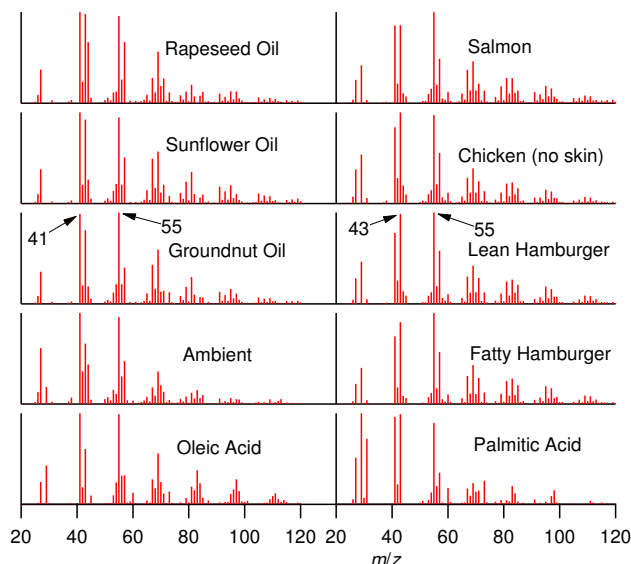 Rapeseed Oil
Salmon
Sunflower Oil
Chicken (no skin)
41
55
Groundnut Oil
43
55
Lean Hamburger
Ambient
Fatty Hamburger
Oleic Acid
Palmitic Acid
20 40 60 80 100 120 20 40 60 80 100 120
m/z